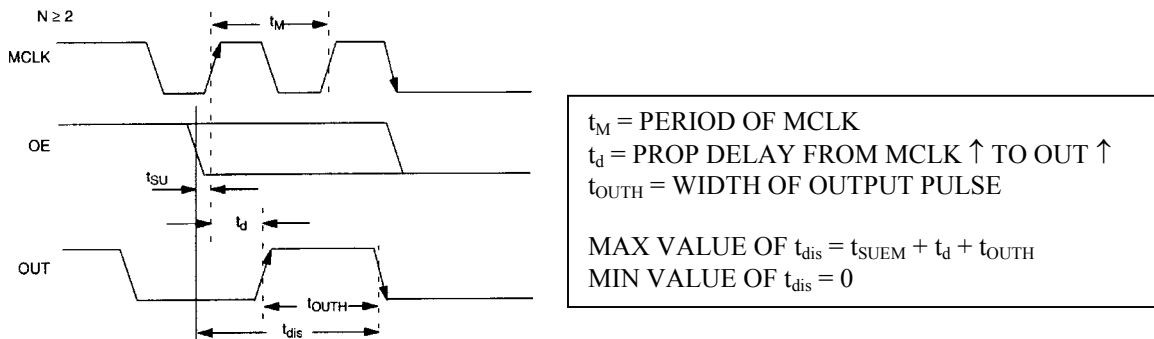 N ≥ 2
tM
MCLK
OE
tSU
td
OUT
tOUTH
tdis
tM = PERIOD OF MCLK
td = PROP DELAY FROM MCLK ↑ TO OUT ↑
tOUTH = WIDTH OF OUTPUT PULSE
MAX VALUE OF tdis = tSUEM + td + tOUTH
MIN VALUE OF tdis = 0